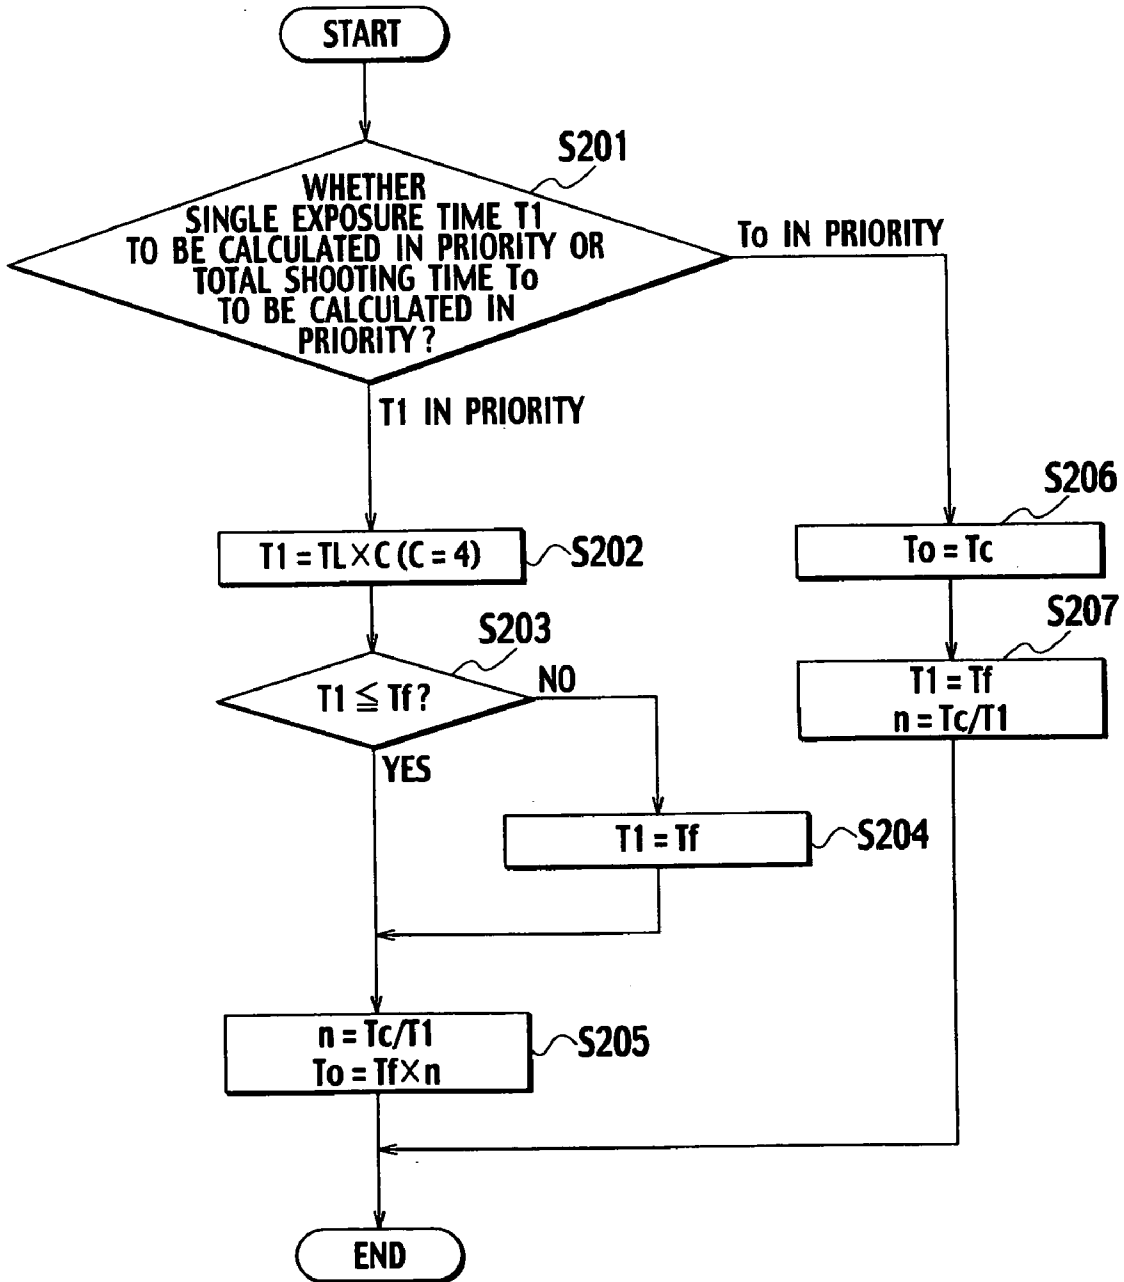 START
S201
WHETHER
SINGLE EXPOSURE TIME T1
TO BE CALCULATED IN PRIORITY OR
TOTAL SHOOTING TIME To
TO BE CALCULATED IN
PRIORITY?
To IN PRIORITY
T1 IN PRIORITY
T1 = TL×C (C = 4)
S202
S203
T1 ≦ Tf?
NO
YES
T1 = Tf
S204
n = Tc/T1
To = Tf×n
S205
S206
To = Tc
S207
T1 = Tf
n = Tc/T1
END